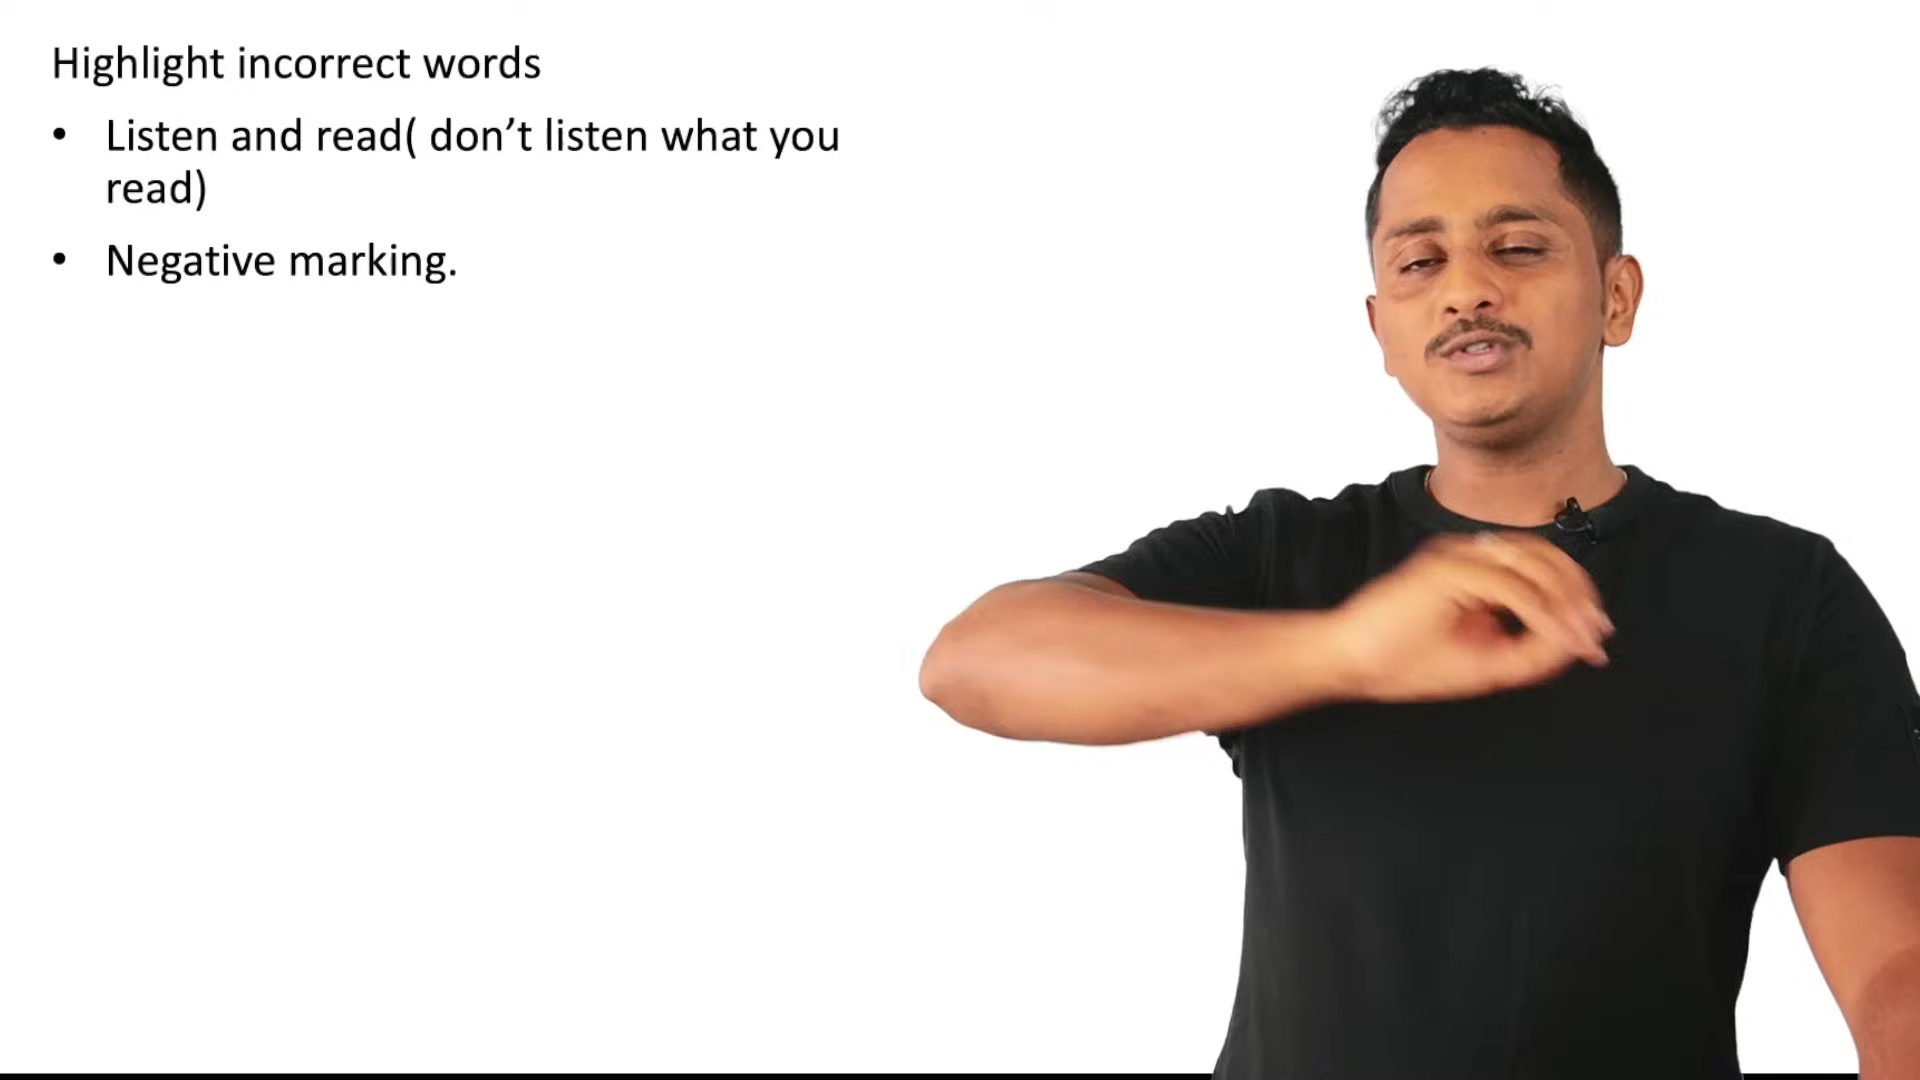 Highlight incorrect words
• Listen and read( don’t listen what you
read)
• Negative marking.